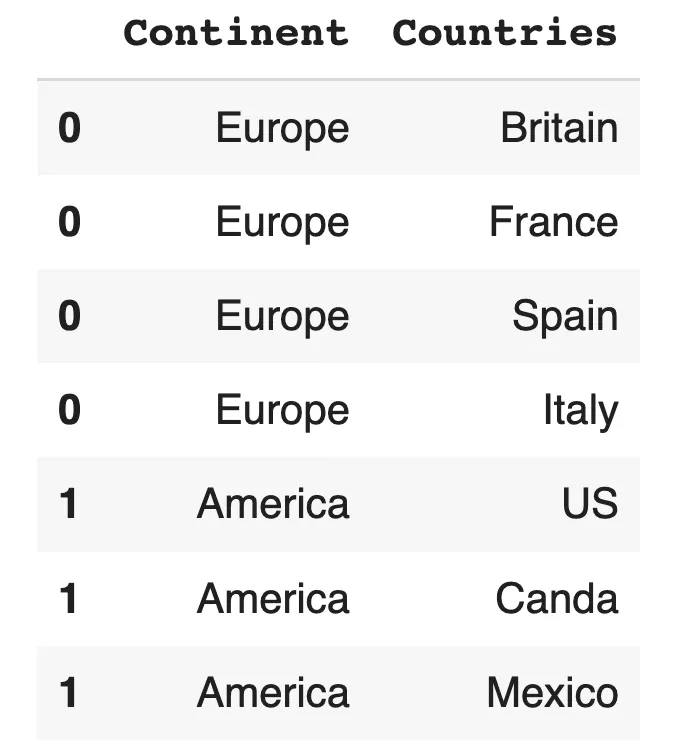 Continent Countries
0 Europe Britain
0 Europe France
0 Europe Spain
0 Europe Italy
1 America US
1 America Canda
1 America Mexico